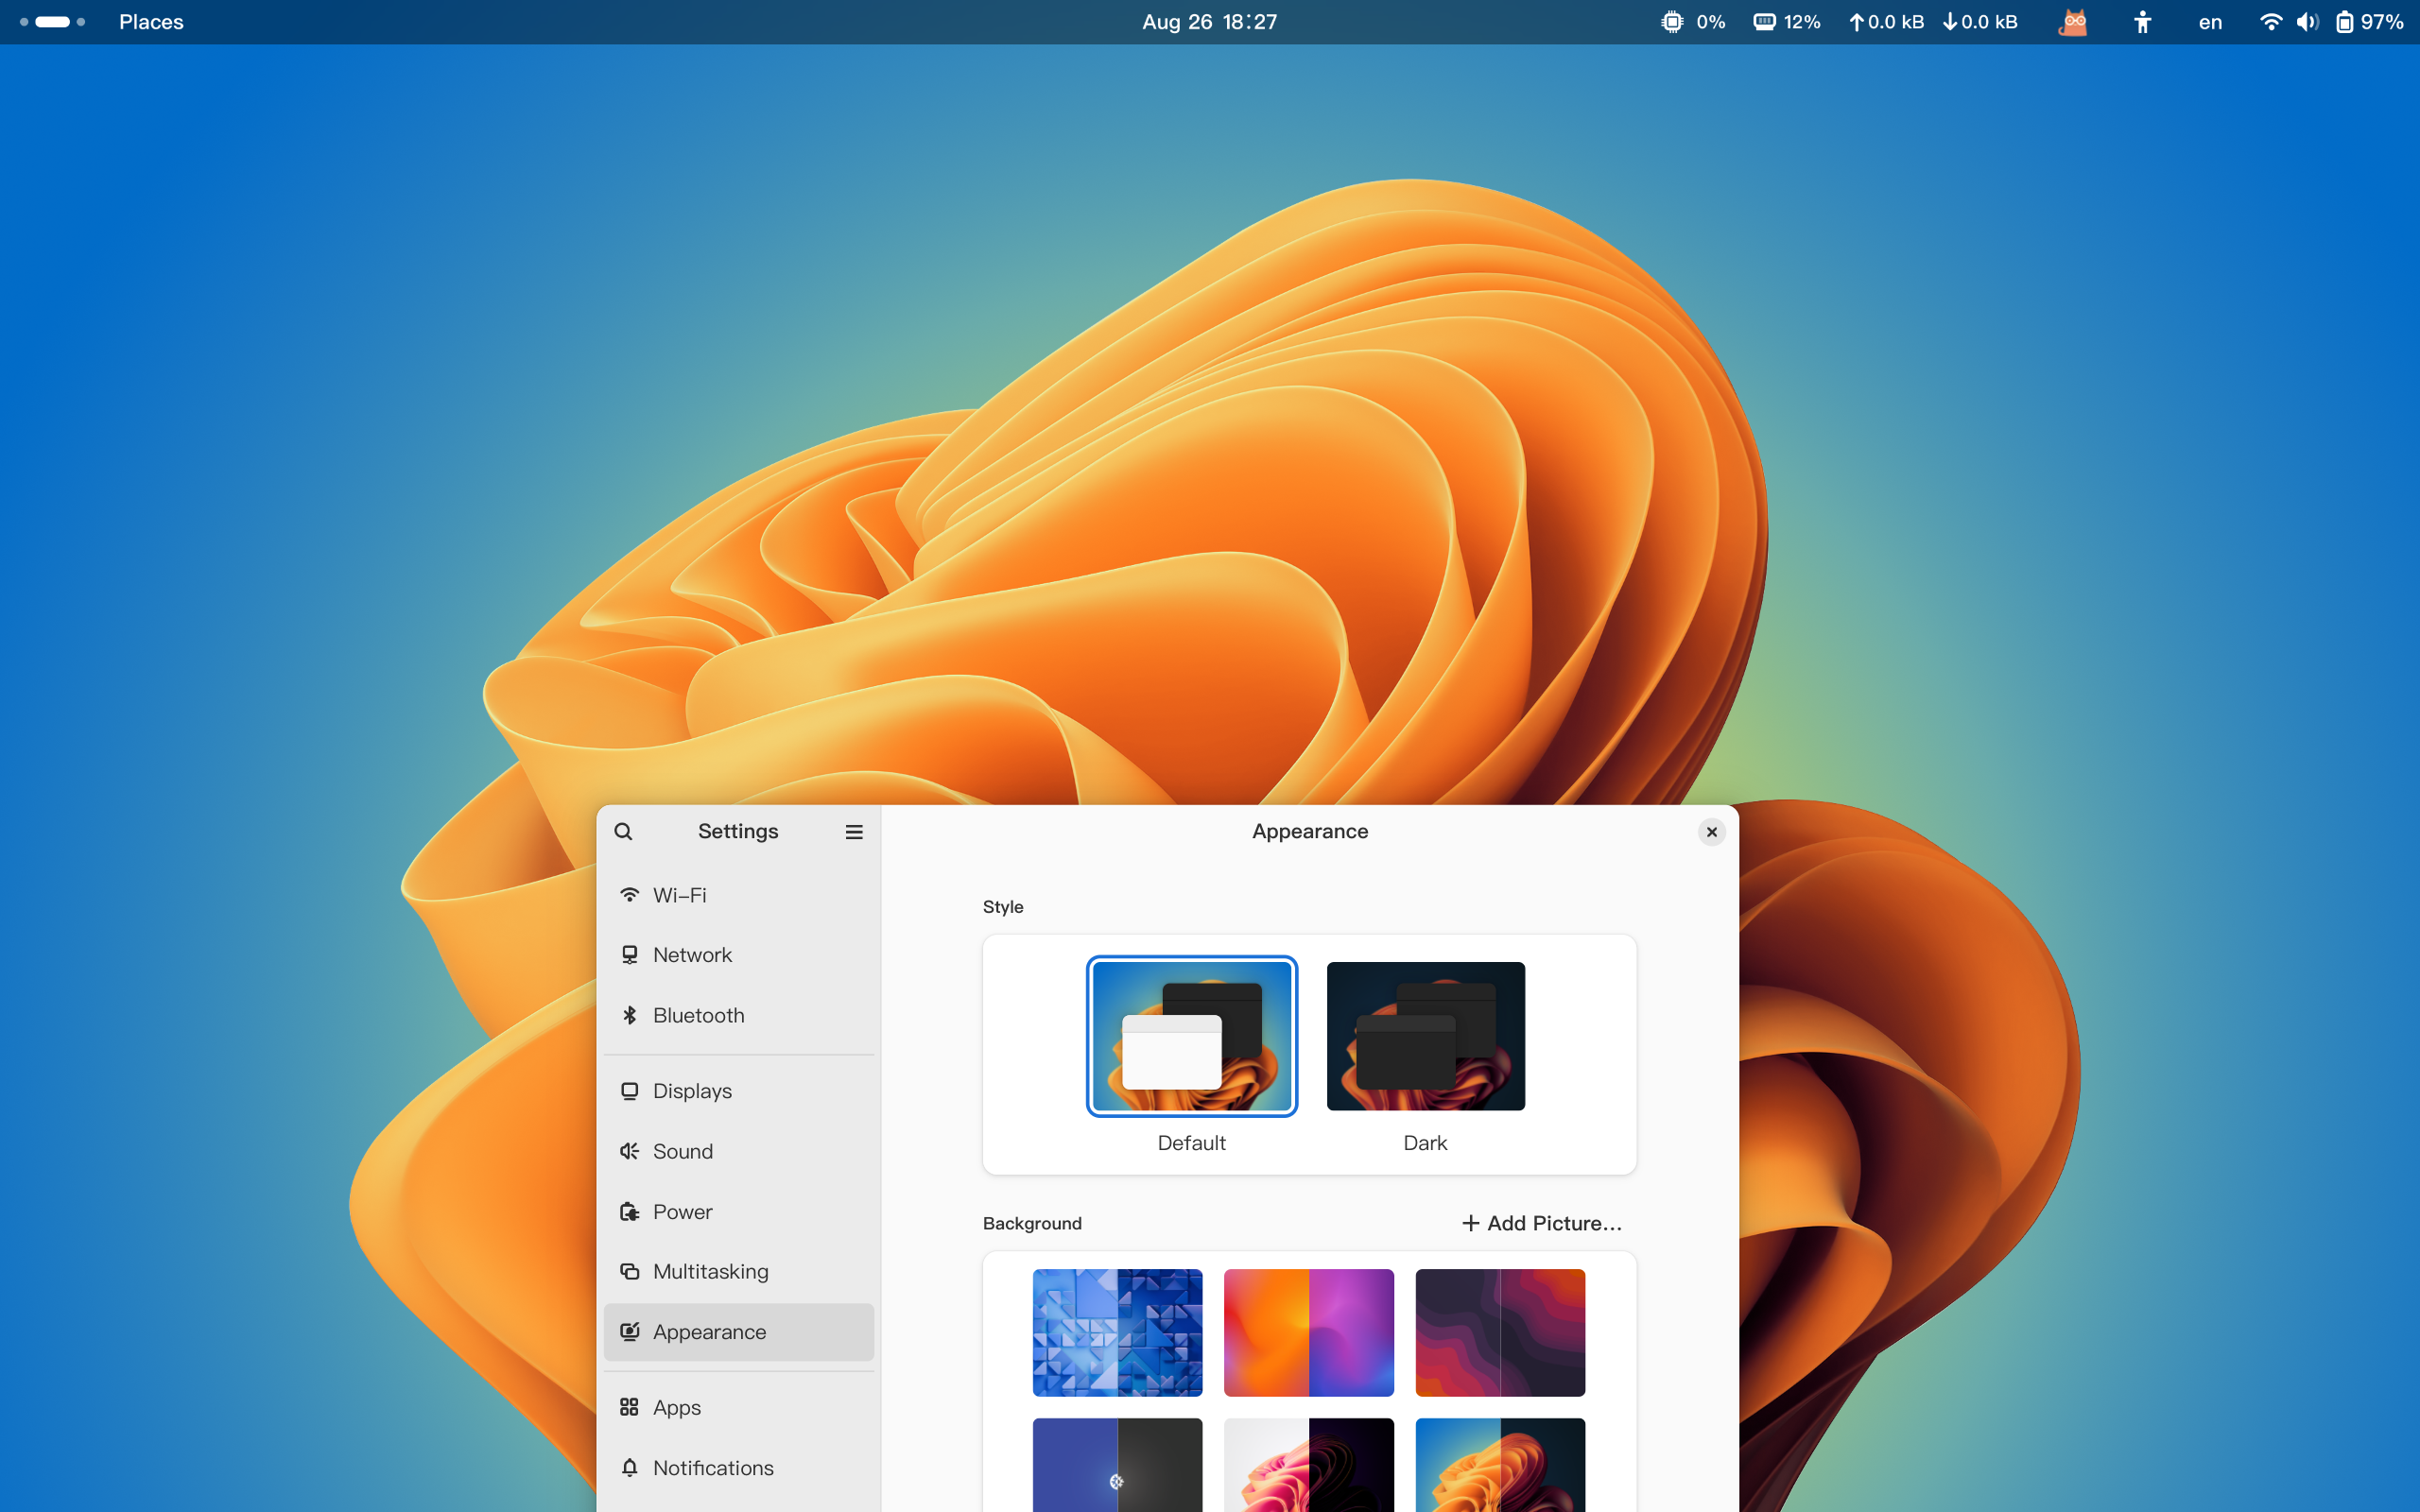 Places
Aug 26 18:27
0% 12% 0.0 kB 0.0 kB en 97%
Settings
Appearance
Wi–Fi
Network
Bluetooth
Displays
Sound
Power
Multitasking
Appearance
Apps
Notifications
Style
Default
Dark
Background
Add Picture...